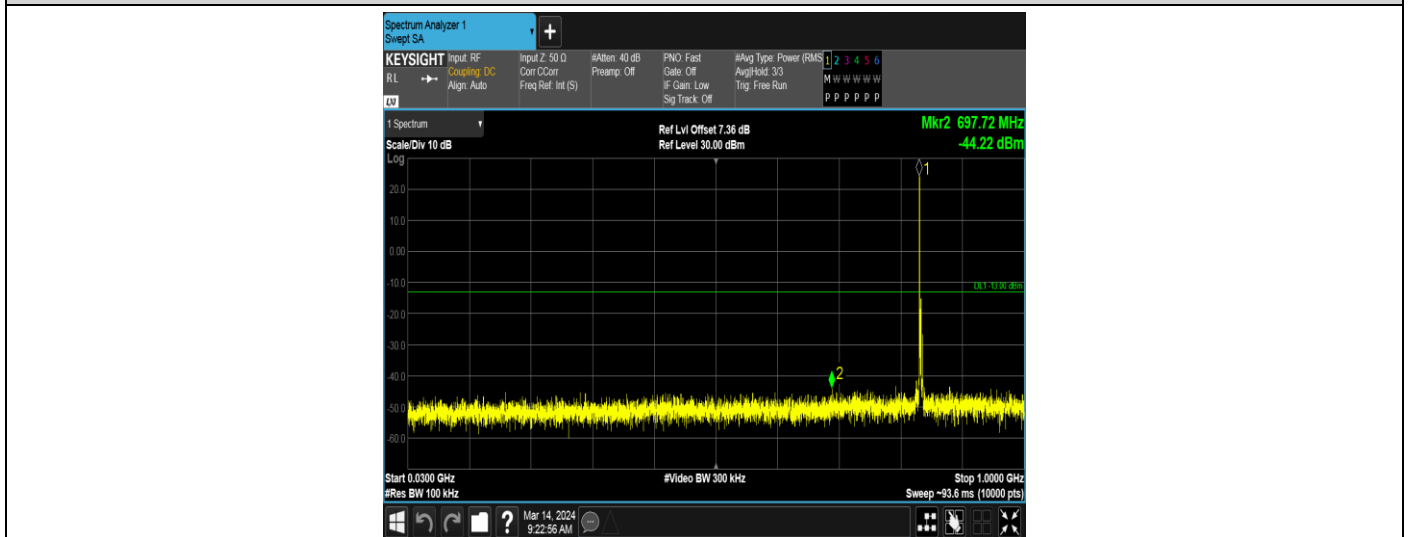 Spectrum Analyzer 1
Swept SA
+
KEYSIGHT Input: RF Input Z: 50 Ω #Atten: 40 dB PNO: Fast #Avg Type: Power (RMS 1 2 3 4 5 6
RL Coupling: DC Corr CCorr Preamp: Off Gate: Off Avg|Hold: 3/3 M W W W W W
Align: Auto Freq Ref: Int (S) IF Gain: Low Trig: Free Run P P P P P P
LXI Sig Track: Off
1 Spectrum Ref Lvl Offset 7.36 dB Mkr2 697.72 MHz
Scale/Div 10 dB Ref Level 30.00 dBm -44.22 dBm
Log
1
20.0
10.0
0.00
-10.0
DL1 -13.00 dBm
-20.0
-30.0
-40.0
2
-50.0
-60.0
Start 0.0300 GHz #Video BW 300 kHz Stop 1.0000 GHz
#Res BW 100 kHz Sweep ~93.6 ms (10000 pts)
? Mar 14, 2024
9:22:56 AM